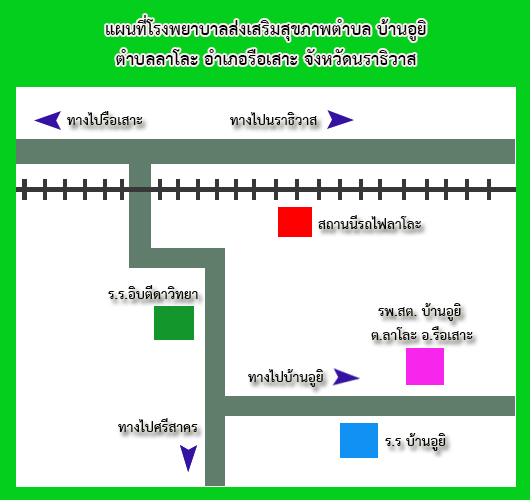 แผนที่โรงพยาบาลส่งเสริมสุขภาพตำบล บ้านอูยิ
ตำบลลาโละ อำเภอรือเสาะ จังหวัดนราธิวาส
ทางไปรือเสาะ
ทางไปนราธิวาส
สถานนีรถไฟลาโละ
ร.ร.อิบตีดาวิทยา
รพ.สต. บ้านอูยิ
ต.ลาโละ อ.รือเสาะ
ทางไปบ้านอูยิ
ทางไปศรีสาคร
ร.ร บ้านอูยิ